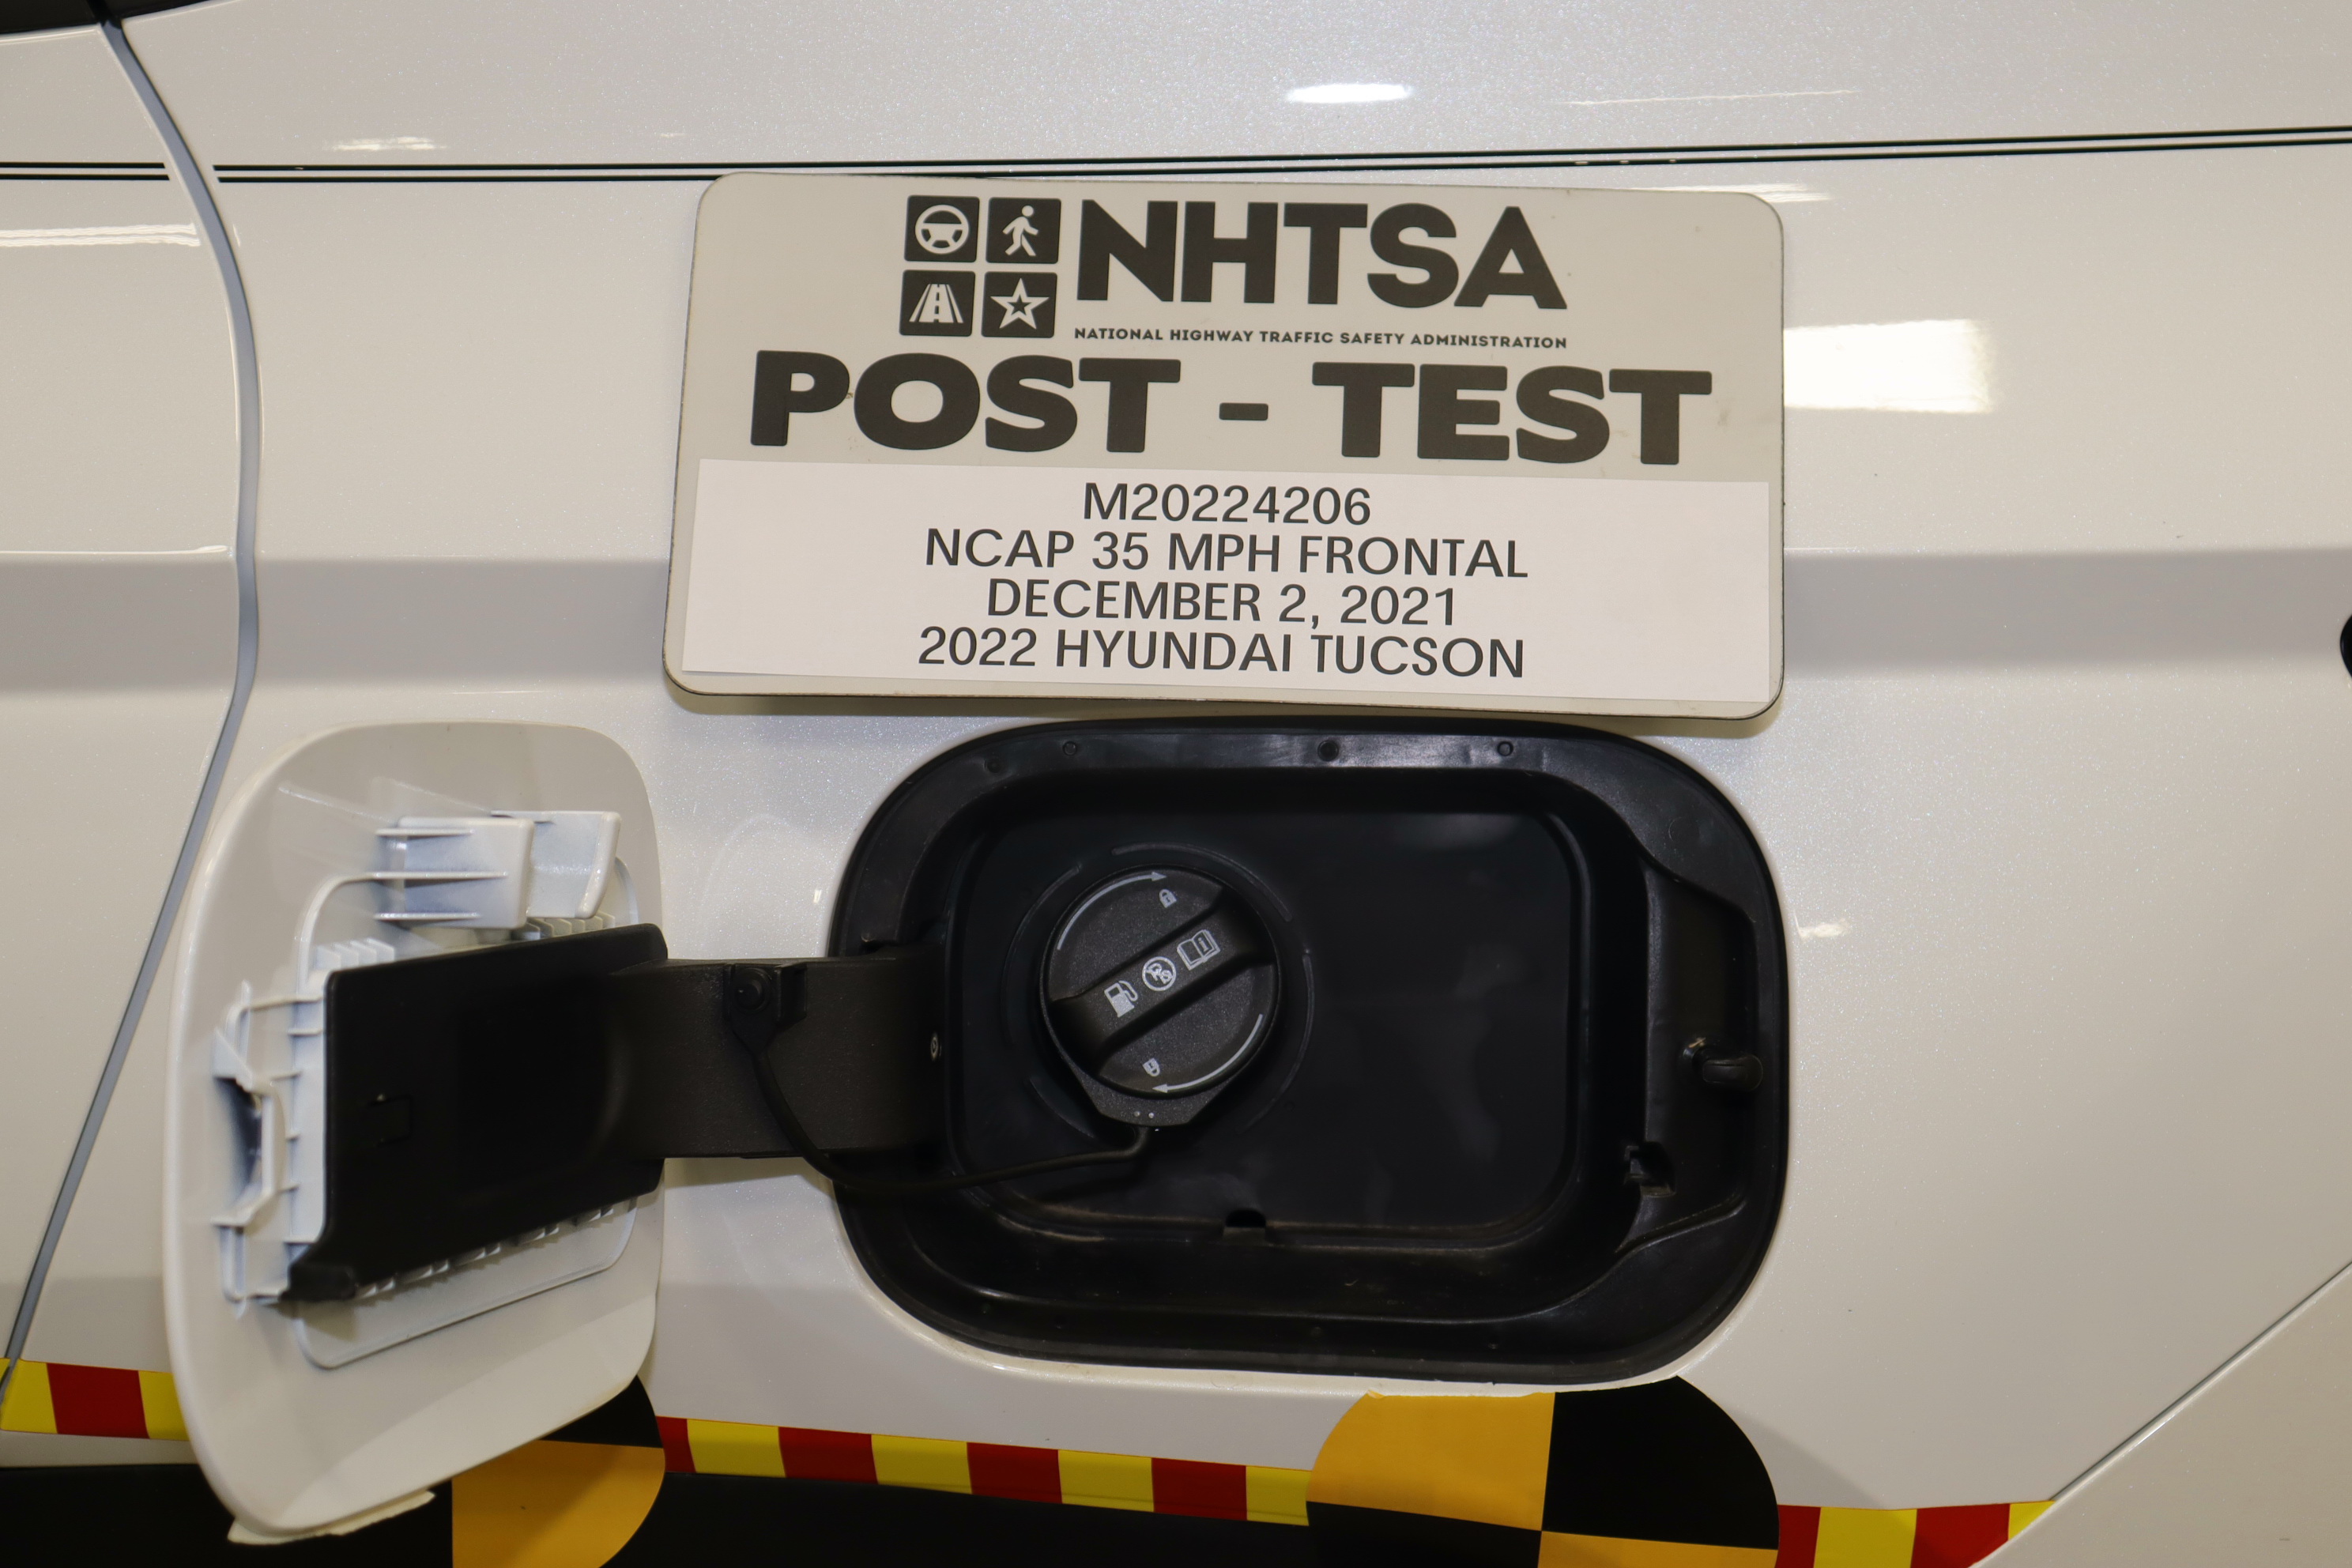 NHTSA
NATIONAL HIGHWAY TRAFFIC SAFETY ADMINISTRATION
POST - TEST
M20224206
NCAP 35 MPH FRONTAL
DECEMBER 2, 2021
2022 HYUNDAI TUCSON